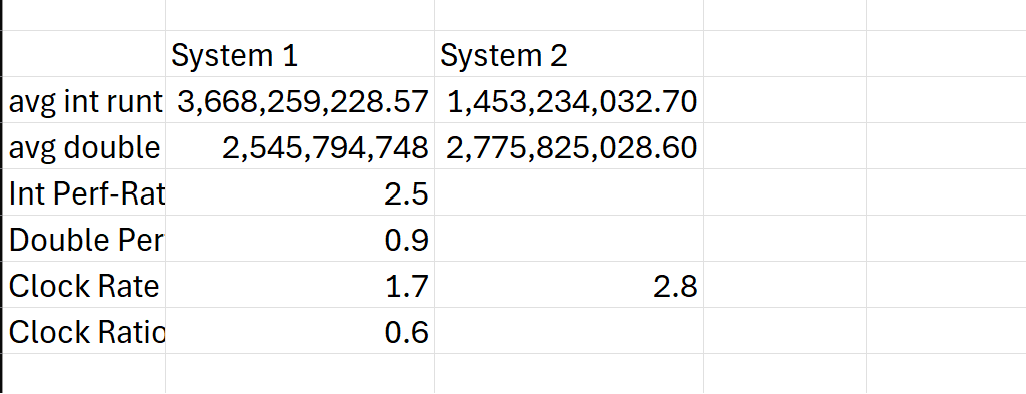 System 1 System 2
avg int runt 3,668,259,228.57 1,453,234,032.70
avg double 2,545,794,748 2,775,825,028.60
Int Perf-Rat 2.5
Double Per 0.9
Clock Rate 1.7 2.8
Clock Ratio 0.6